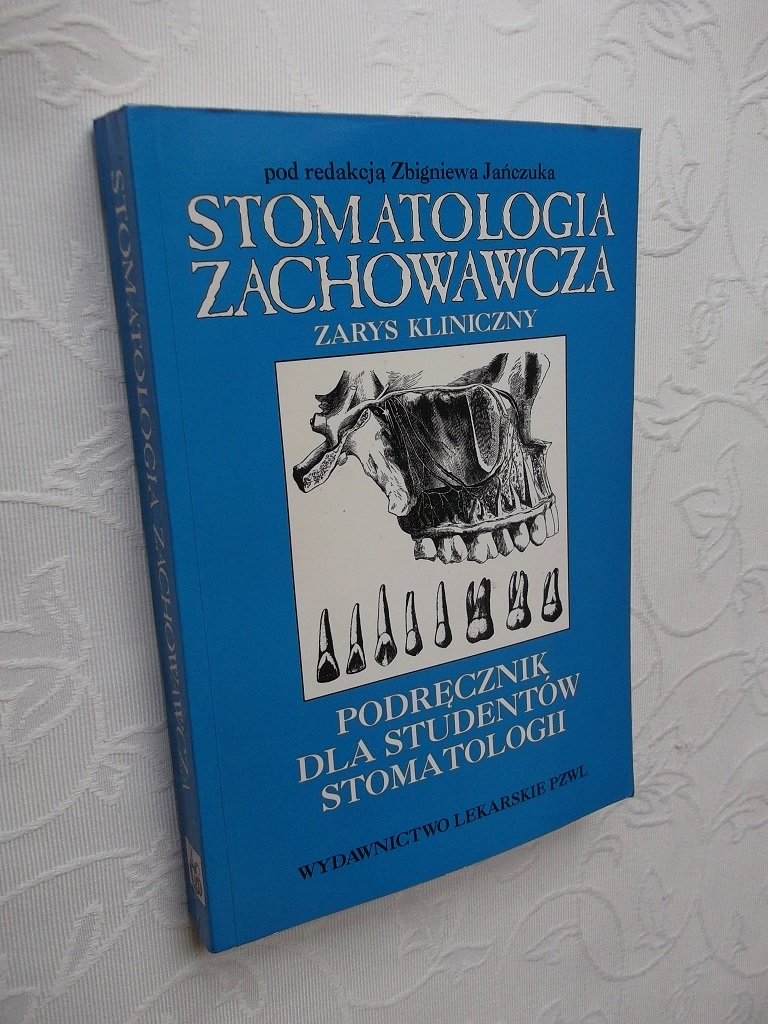 pod redakcją Zbigniewa Jańczuka
STOMATOLOGIA
ZACHOWAWCZA
ZARYS KLINICZNY
PODRĘCZNIK
DLA STUDENTÓW
STOMATOLOGII
WYDAWNICTWO LEKARSKIE PZWL
STOMATOLOGIA ZACHOWAWCZA